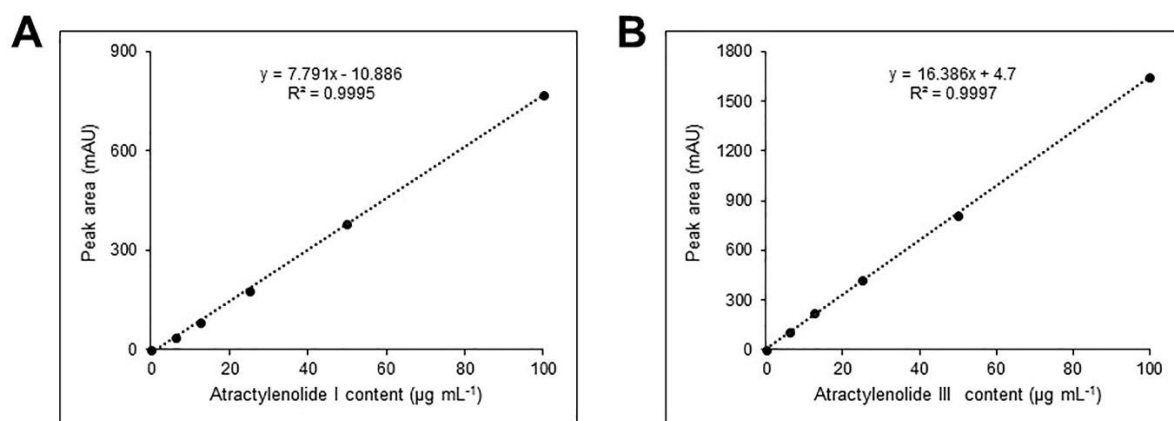 A
y = 7.791x - 10.886
R² = 0.9995
Peak area (mAU)
900
600
300
0
0 20 40 60 80 100
Atractylenolide I content (µg mL⁻¹)
B
y = 16.386x + 4.7
R² = 0.9997
Peak area (mAU)
1800
1500
1200
900
600
300
0
0 20 40 60 80 100
Atractylenolide III content (µg mL⁻¹)